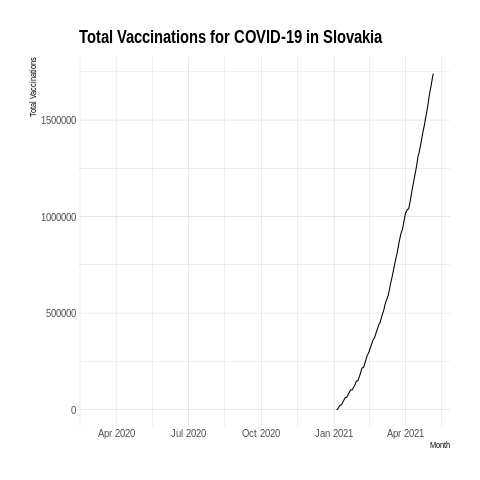 Total Vaccinations for COVID-19 in Slovakia
Total Vaccinations
1500000
1000000
500000
0
Apr 2020 Jul 2020 Oct 2020 Jan 2021 Apr 2021
Month